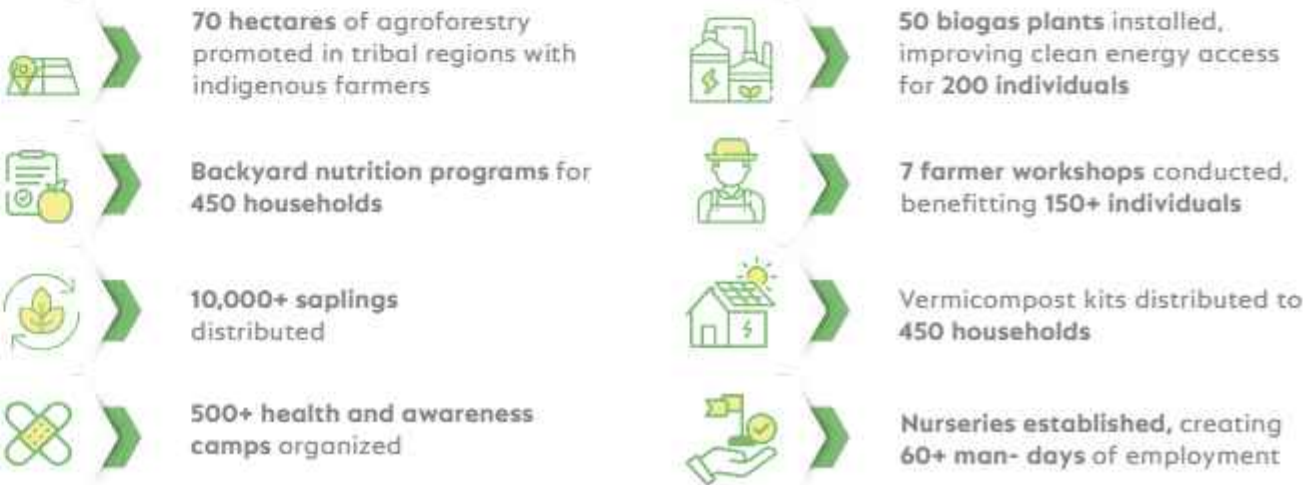 70 hectares of agroforestry
promoted in tribal regions with
indigenous farmers
Backyard nutrition programs for
450 households
10,000+ saplings
distributed
500+ health and awareness
camps organized
50 biogas plants installed,
improving clean energy access
for 200 individuals
7 farmer workshops conducted,
benefitting 150+ individuals
Vermicompost kits distributed to
450 households
Nurseries established, creating
60+ man- days of employment